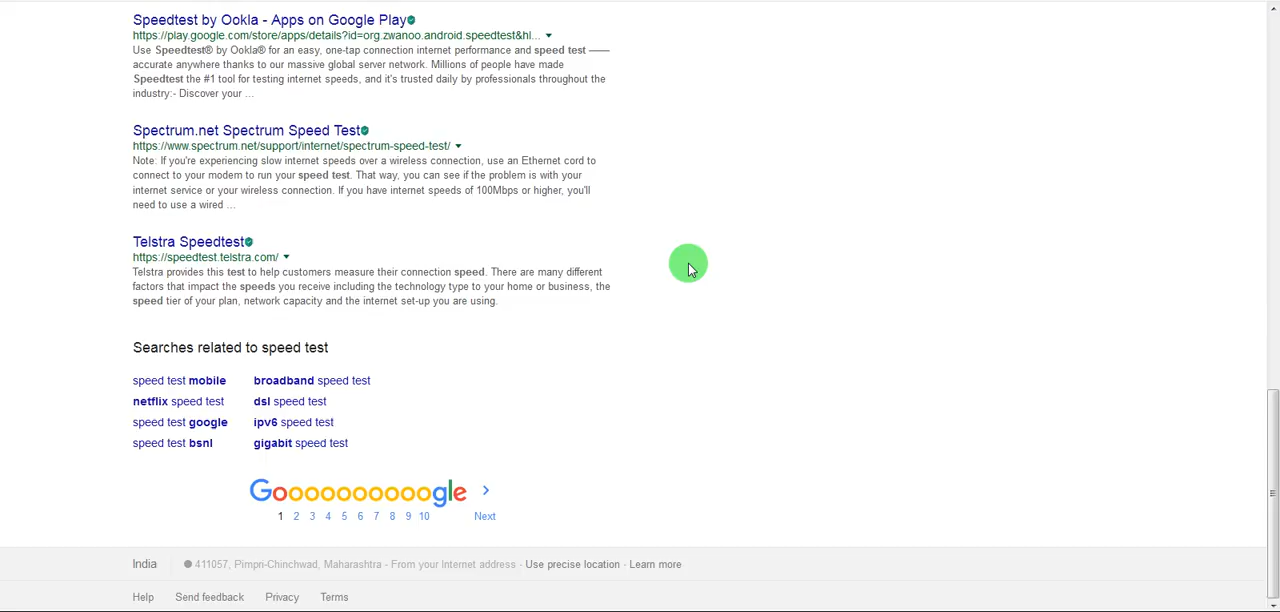 Speedtest by Ookla - Apps on Google Play
https://play.google.com/store/apps/details?id=org.zwanoo.android.speedtest&hl...
Use Speedtest® by Ookla® for an easy, one-tap connection internet performance and speed test ——
accurate anywhere thanks to our massive global server network. Millions of people have made
Speedtest the #1 tool for testing internet speeds, and it's trusted daily by professionals throughout the
industry:- Discover your ...
Spectrum.net Spectrum Speed Test
https://www.spectrum.net/support/internet/spectrum-speed-test/
Note: If you're experiencing slow internet speeds over a wireless connection, use an Ethernet cord to
connect to your modem to run your speed test. That way, you can see if the problem is with your
internet service or your wireless connection. If you have internet speeds of 100Mbps or higher, you'll
need to use a wired ...
Telstra Speedtest
https://speedtest.telstra.com/
Telstra provides this test to help customers measure their connection speed. There are many different
factors that impact the speeds you receive including the technology type to your home or business, the
speed tier of your plan, network capacity and the internet set-up you are using.
Searches related to speed test
speed test mobile broadband speed test
netflix speed test dsl speed test
speed test google ipv6 speed test
speed test bsnl gigabit speed test
Goooooooooogle >
1 2 3 4 5 6 7 8 9 10 Next
India 411057, Pimpri-Chinchwad, Maharashtra - From your Internet address - Use precise location - Learn more
Help Send feedback Privacy Terms